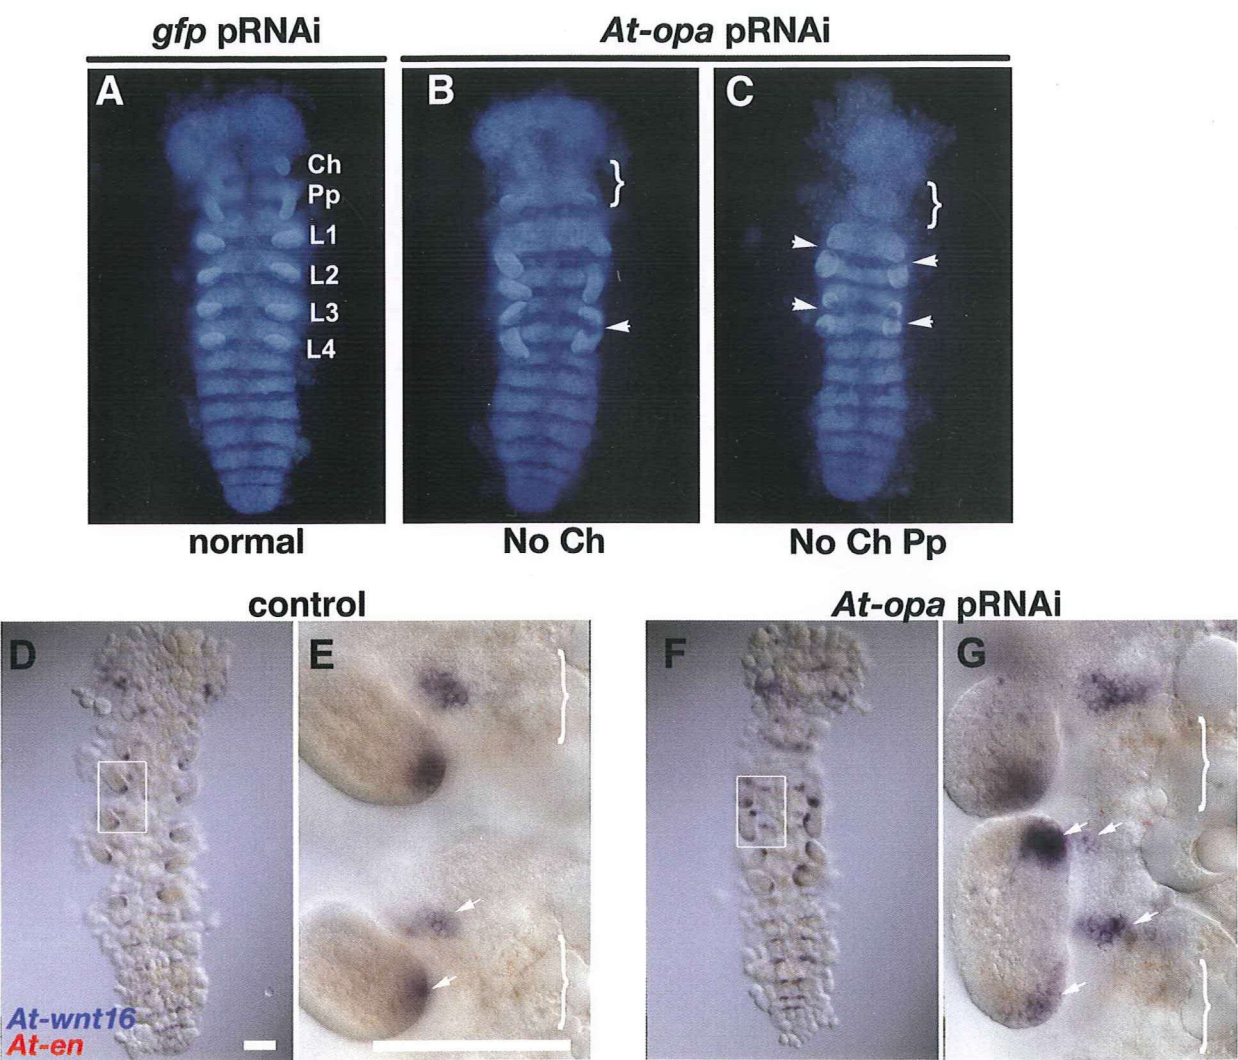 gfp pRNAi
At-opa pRNAi
A
B
C
Ch
Pp
L1
L2
L3
L4
normal
No Ch
No Ch Pp
control
At-opa pRNAi
D
E
F
G
At-wnt16
At-en